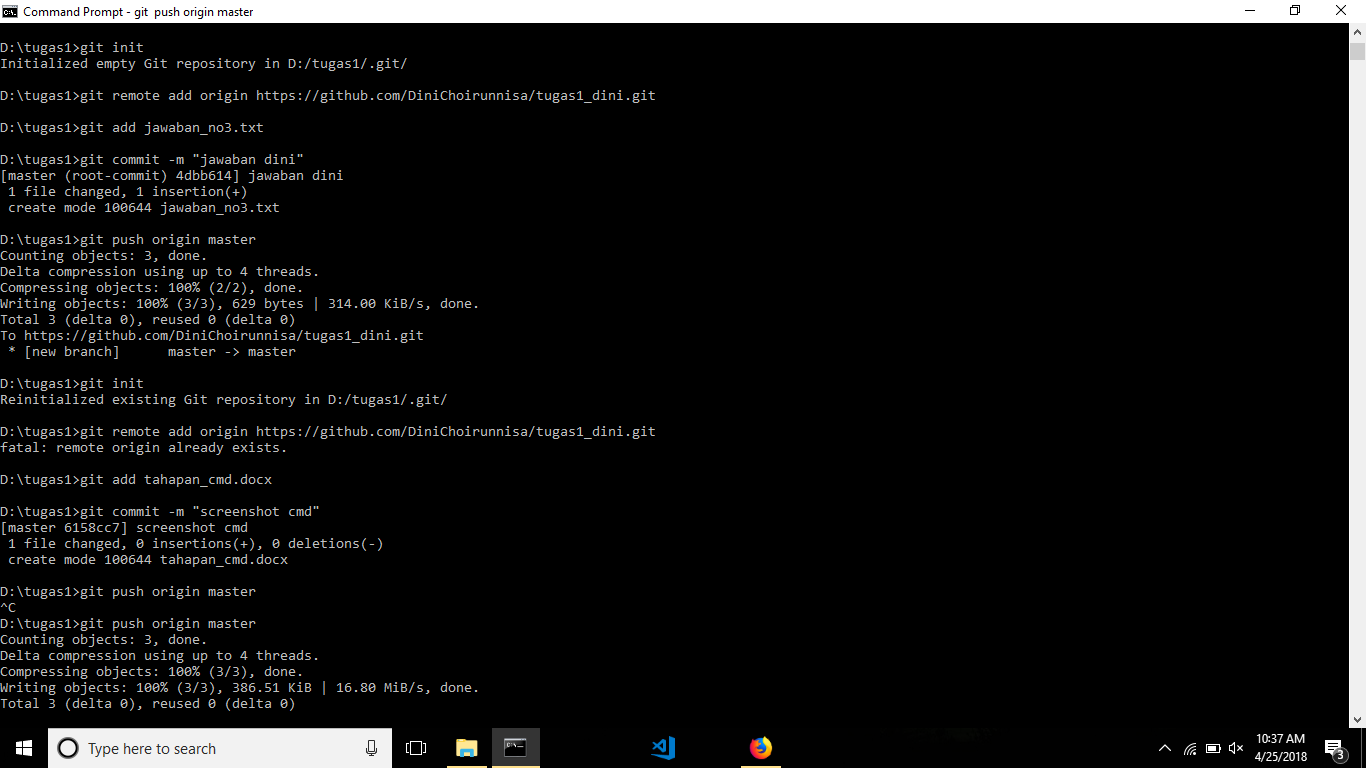 Command Prompt - git  push origin master
D:\tugas1>git init
Initialized empty Git repository in D:/tugas1/.git/
D:\tugas1>git remote add origin https://github.com/DiniChoirunnisa/tugas1_dini.git
D:\tugas1>git add jawaban_no3.txt
D:\tugas1>git commit -m "jawaban dini"
[master (root-commit) 4dbb614] jawaban dini
 1 file changed, 1 insertion(+)
 create mode 100644 jawaban_no3.txt
D:\tugas1>git push origin master
Counting objects: 3, done.
Delta compression using up to 4 threads.
Compressing objects: 100% (2/2), done.
Writing objects: 100% (3/3), 629 bytes | 314.00 KiB/s, done.
Total 3 (delta 0), reused 0 (delta 0)
To https://github.com/DiniChoirunnisa/tugas1_dini.git
 * [new branch]      master -> master
D:\tugas1>git init
Reinitialized existing Git repository in D:/tugas1/.git/
D:\tugas1>git remote add origin https://github.com/DiniChoirunnisa/tugas1_dini.git
fatal: remote origin already exists.
D:\tugas1>git add tahapan_cmd.docx
D:\tugas1>git commit -m "screenshot cmd"
[master 6158cc7] screenshot cmd
 1 file changed, 0 insertions(+), 0 deletions(-)
 create mode 100644 tahapan_cmd.docx
D:\tugas1>git push origin master
^C
D:\tugas1>git push origin master
Counting objects: 3, done.
Delta compression using up to 4 threads.
Compressing objects: 100% (3/3), done.
Writing objects: 100% (3/3), 386.51 KiB | 16.80 MiB/s, done.
Total 3 (delta 0), reused 0 (delta 0)
Type here to search
10:37 AM
4/25/2018
3